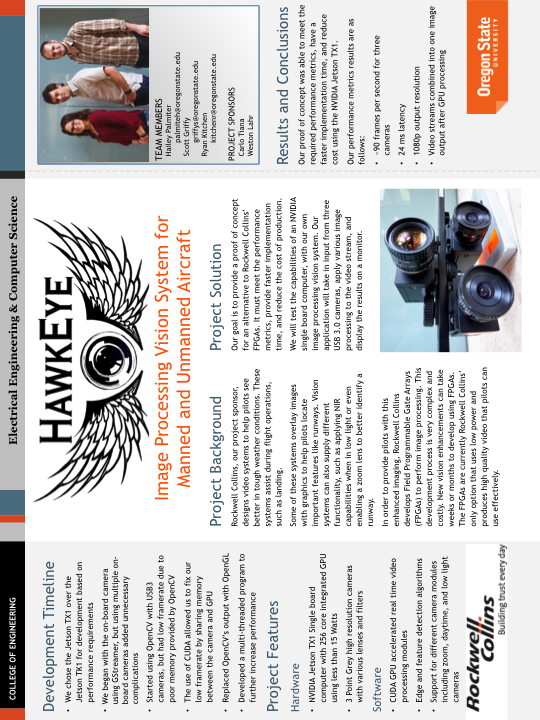 COLLEGE OF ENGINEERING
Electrical Engineering & Computer Science
Development Timeline
• We chose the Jetson TX1 over the
Jetson TK1 for development based on
performance requirements
• We began with the on-board camera
using GStreamer, but using multiple on-
board cameras added unnecessary
complications
• Started using OpenCV with USB3
cameras, but had low framerate due to
poor memory provided by OpenCV
• The use of CUDA allowed us to fix our
low framerate by sharing memory
between the camera and GPU
• Replaced OpenCV's output with OpenGL
• Developed a multi-threaded program to
further increase performance
Project Features
Hardware
• NVIDIA Jetson TX1 Single board
computer with 256 core integrated GPU
using less than 15 Watts
• 3 Point Grey high resolution cameras
with various lenses and filters
Software
• CUDA GPU accelerated real time video
processing modules
• Edge and feature detection algorithms
• Support for different camera modules
including zoom, daytime, and low light
cameras
Rockwell
Collins
Building trust every day
HAWKEYE
Image Processing Vision System for
Manned and Unmanned Aircraft
Project Background
Rockwell Collins, our project sponsor,
designs video systems to help pilots see
better in tough weather conditions. These
systems assist during flight operations,
such as landing.
Some of these systems overlay images
with graphics to help pilots locate
important features like runways. Vision
systems can also supply different
functionality, such as applying NIR
capabilities when in low light or even
enabling a zoom lens to better identify a
runway.
In order to provide pilots with this
enhanced imaging, Rockwell Collins
develops Field Programmable Gate Arrays
(FPGAs) to perform image processing. This
development process is very complex and
costly. New vision enhancements can take
weeks or months to develop using FPGAs.
The FPGAs are currently Rockwell Collins'
only option that uses low power and
produces high quality video that pilots can
use effectively.
Project Solution
Our goal is to provide a proof of concept
for an alternative to Rockwell Collins'
FPGAs. It must meet the performance
metrics, provide faster implementation
time, and reduce the cost of production.
We will test the capabilities of an NVIDIA
single board computer, with our own
image processing vision system. Our
application will take in input from three
USB 3.0 cameras, apply various image
processing to the video stream, and
display the results on a monitor.
TEAM MEMBERS
Hailey Palmiter
palmiteh@oregonstate.edu
Scott Griffy
griffys@oregonstate.edu
Ryan Kitchen
kitchenr@oregonstate.edu
PROJECT SPONSORS
Carlo Tiana
Weston Lahr
Results and Conclusions
Our proof of concept was able to meet the
required performance metrics, have a
faster implementation time, and reduce
cost using the NVIDIA Jetson TX1.
Our performance metrics results are as
follows:
• ~90 frames per second for three
cameras
• 24 ms latency
• 1080p output resolution
• Video streams combined into one image
output after GPU processing
Oregon State
UNIVERSITY